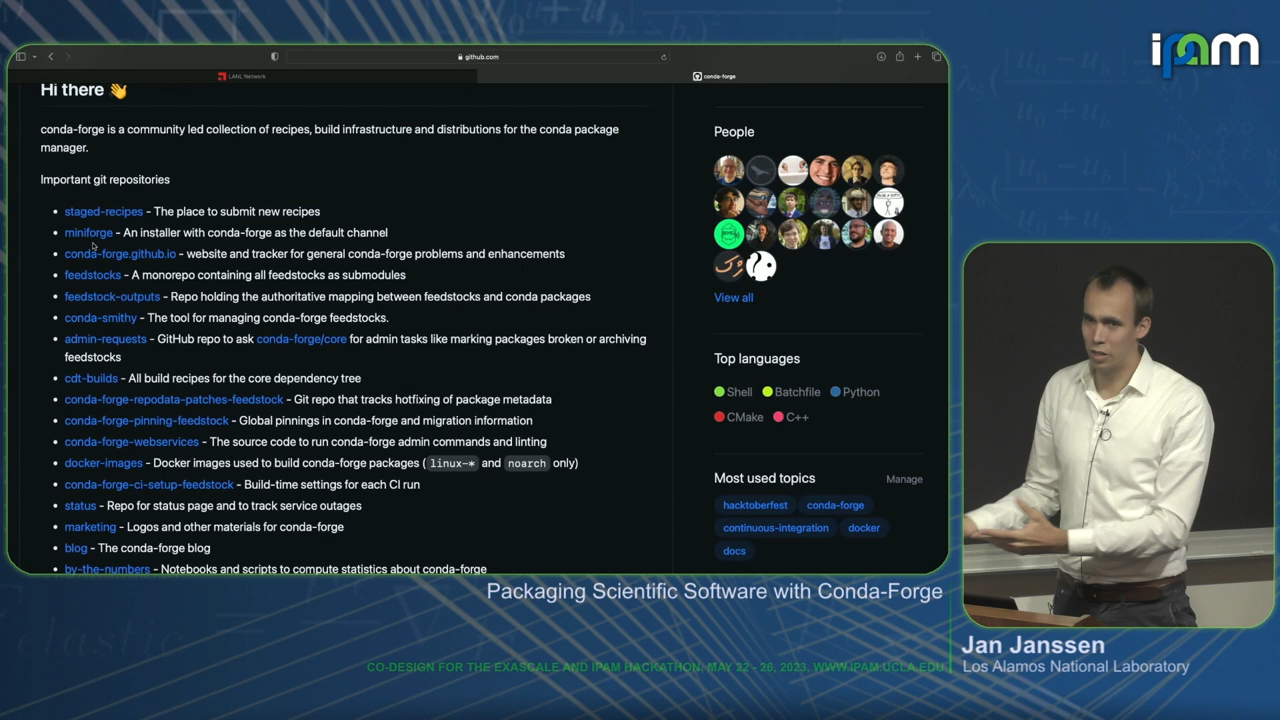 ipam
github.com
LANL Network
conda-forge
Hi there 👋
conda-forge is a community led collection of recipes, build infrastructure and distributions for the conda package
manager.
Important git repositories
• staged-recipes - The place to submit new recipes
• miniforge - An installer with conda-forge as the default channel
• conda-forge.github.io - website and tracker for general conda-forge problems and enhancements
• feedstocks - A monorepo containing all feedstocks as submodules
• feedstock-outputs - Repo holding the authoritative mapping between feedstocks and conda packages
• conda-smithy - The tool for managing conda-forge feedstocks.
• admin-requests - GitHub repo to ask conda-forge/core for admin tasks like marking packages broken or archiving
feedstocks
• cdt-builds - All build recipes for the core dependency tree
• conda-forge-repodata-patches-feedstock - Git repo that tracks hotfixing of package metadata
• conda-forge-pinning-feedstock - Global pinnings in conda-forge and migration information
• conda-forge-webservices - The source code to run conda-forge admin commands and linting
• docker-images - Docker images used to build conda-forge packages ( linux-* and noarch only)
• conda-forge-ci-setup-feedstock - Build-time settings for each CI run
• status - Repo for status page and to track service outages
• marketing - Logos and other materials for conda-forge
• blog - The conda-forge blog
• by-the-numbers - Notebooks and scripts to compute statistics about conda-forge
People
View all
Top languages
Shell Batchfile Python
CMake C++
Most used topics Manage
hacktoberfest conda-forge
continuous-integration docker
docs
Packaging Scientific Software with Conda-Forge
Jan Janssen
Los Alamos National Laboratory
CO-DESIGN FOR THE EXASCALE AND IPAM HACKATHON, MAY 22 - 26, 2023, WWW.IPAM.UCLA.EDU